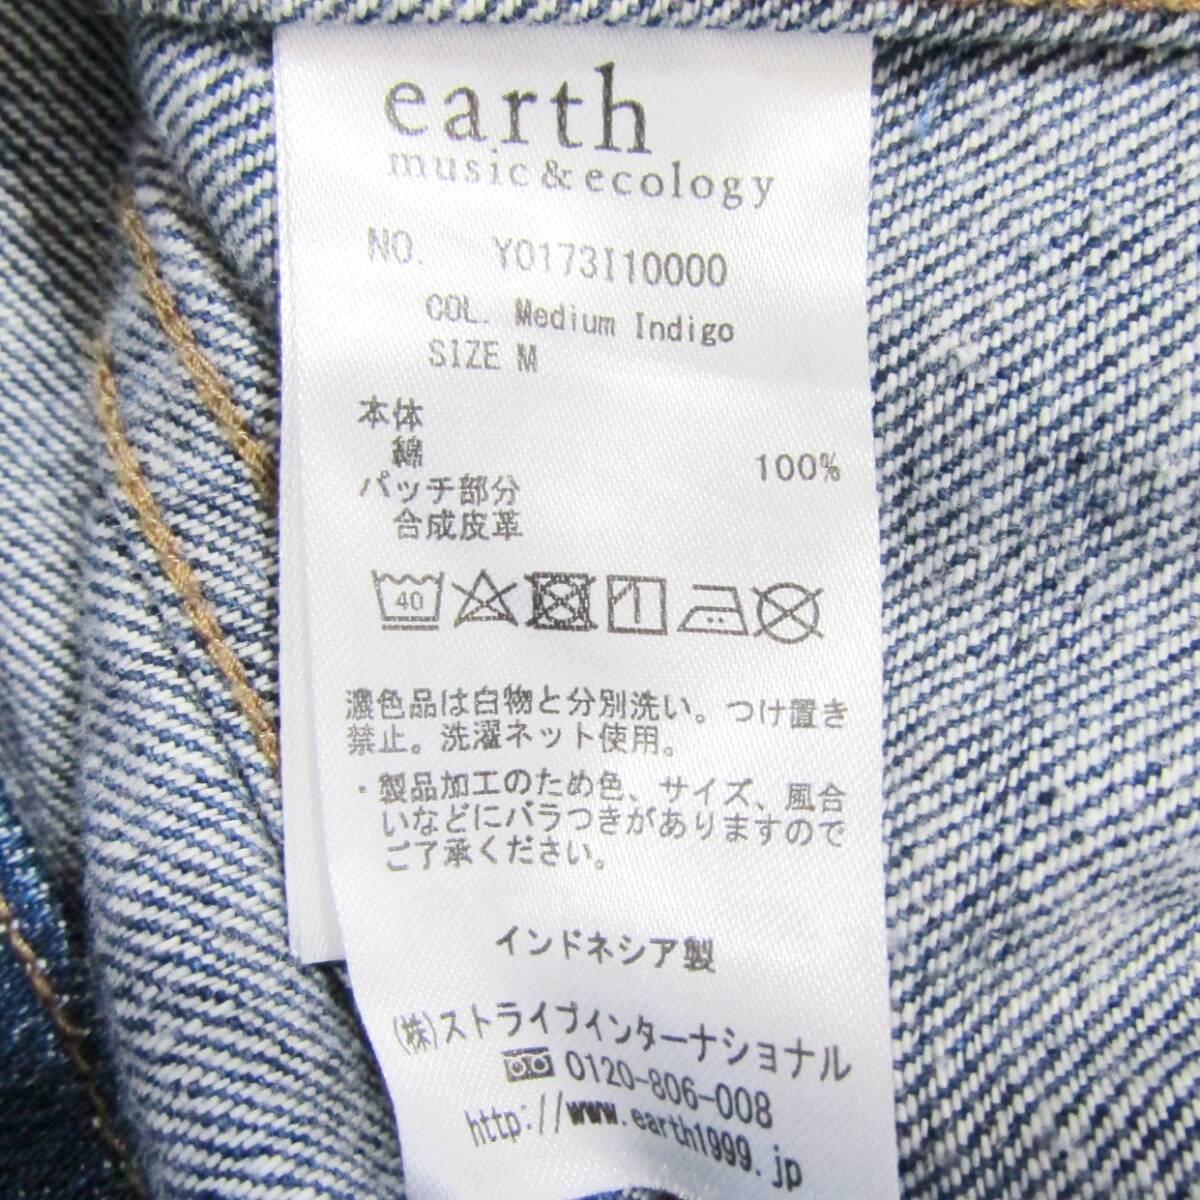 earth
music&ecology
NO. Y0173I10000
COL. Medium Indigo
SIZE M
本体
綿 100%
パッチ部分
合成皮革
40
濃色品は白物と分別洗い。つけ置き
禁止。洗濯ネット使用。
・製品加工のため色、サイズ、風合
いなどにバラつきがありますので
ご了承ください。
インドネシア製
(株)ストライプインターナショナル
0120-806-008
http://www.earth1999.jp